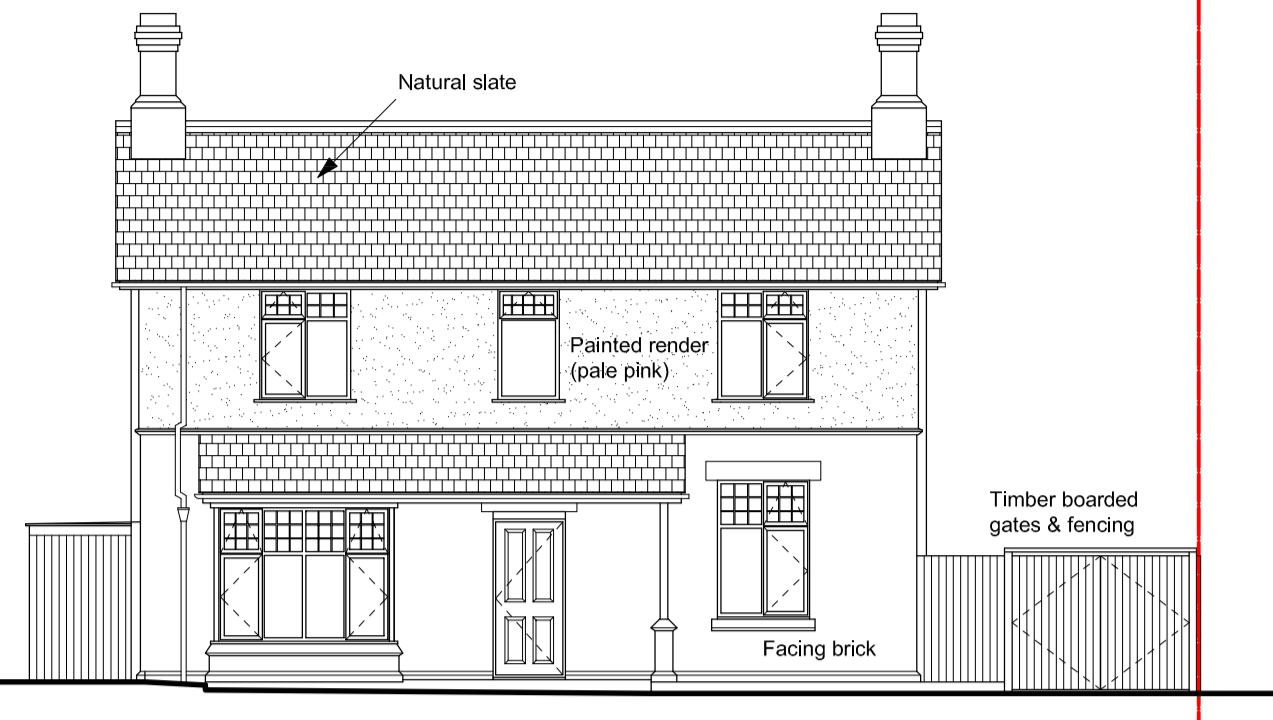 Natural slate
Painted render
(pale pink)
Timber boarded
gates & fencing
Facing brick